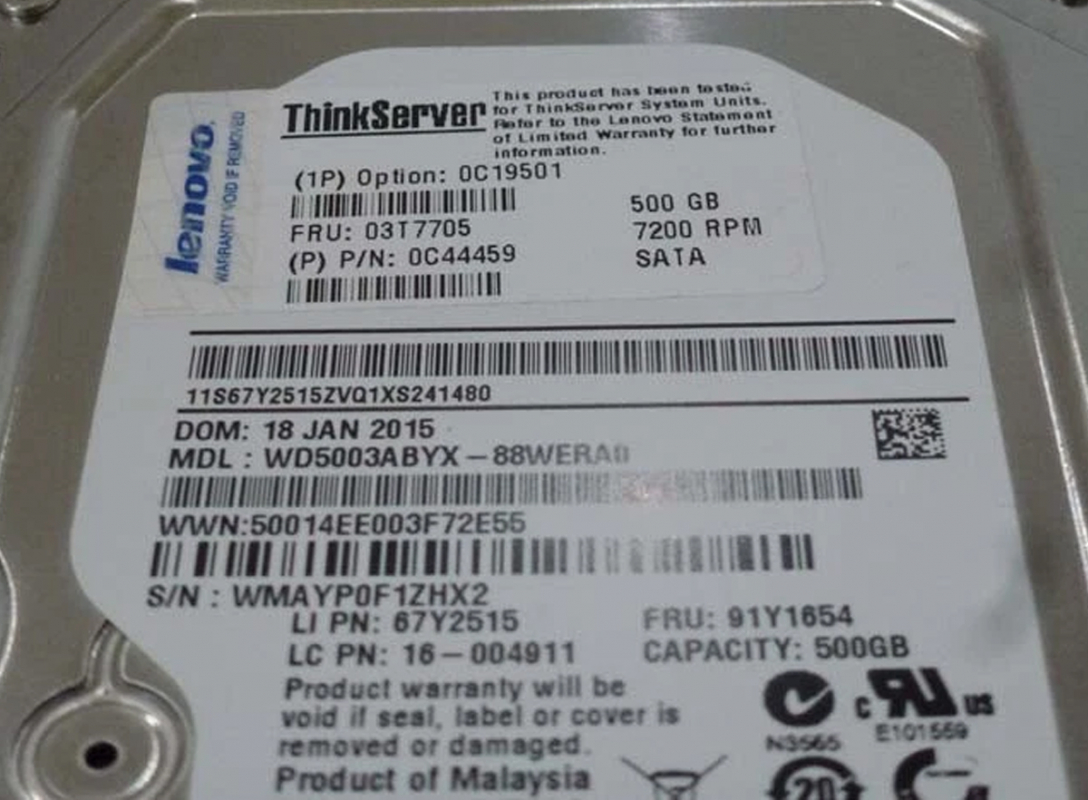 lenovo
WARRANTY VOID IF REMOVED
ThinkServer
This product has been tested
for ThinkServer System Units.
Refer to the Lenovo Statement
of Limited Warranty for further
information.
(1P) Option: 0C19501
FRU: 03T7705
(P) P/N: 0C44459
500 GB
7200 RPM
SATA
11S67Y2515ZVQ1XS241480
DOM: 18 JAN 2015
MDL : WD5003ABYX – 88WERA0
WWN:50014EE003F72E55
S/N : WMAYP0F1ZHX2
LI PN: 67Y2515 FRU: 91Y1654
LC PN: 16 – 004911 CAPACITY: 500GB
Product warranty will be
void if seal, label or cover is
removed or damaged.
Product of Malaysia
N3565
c RU US
E101559
20